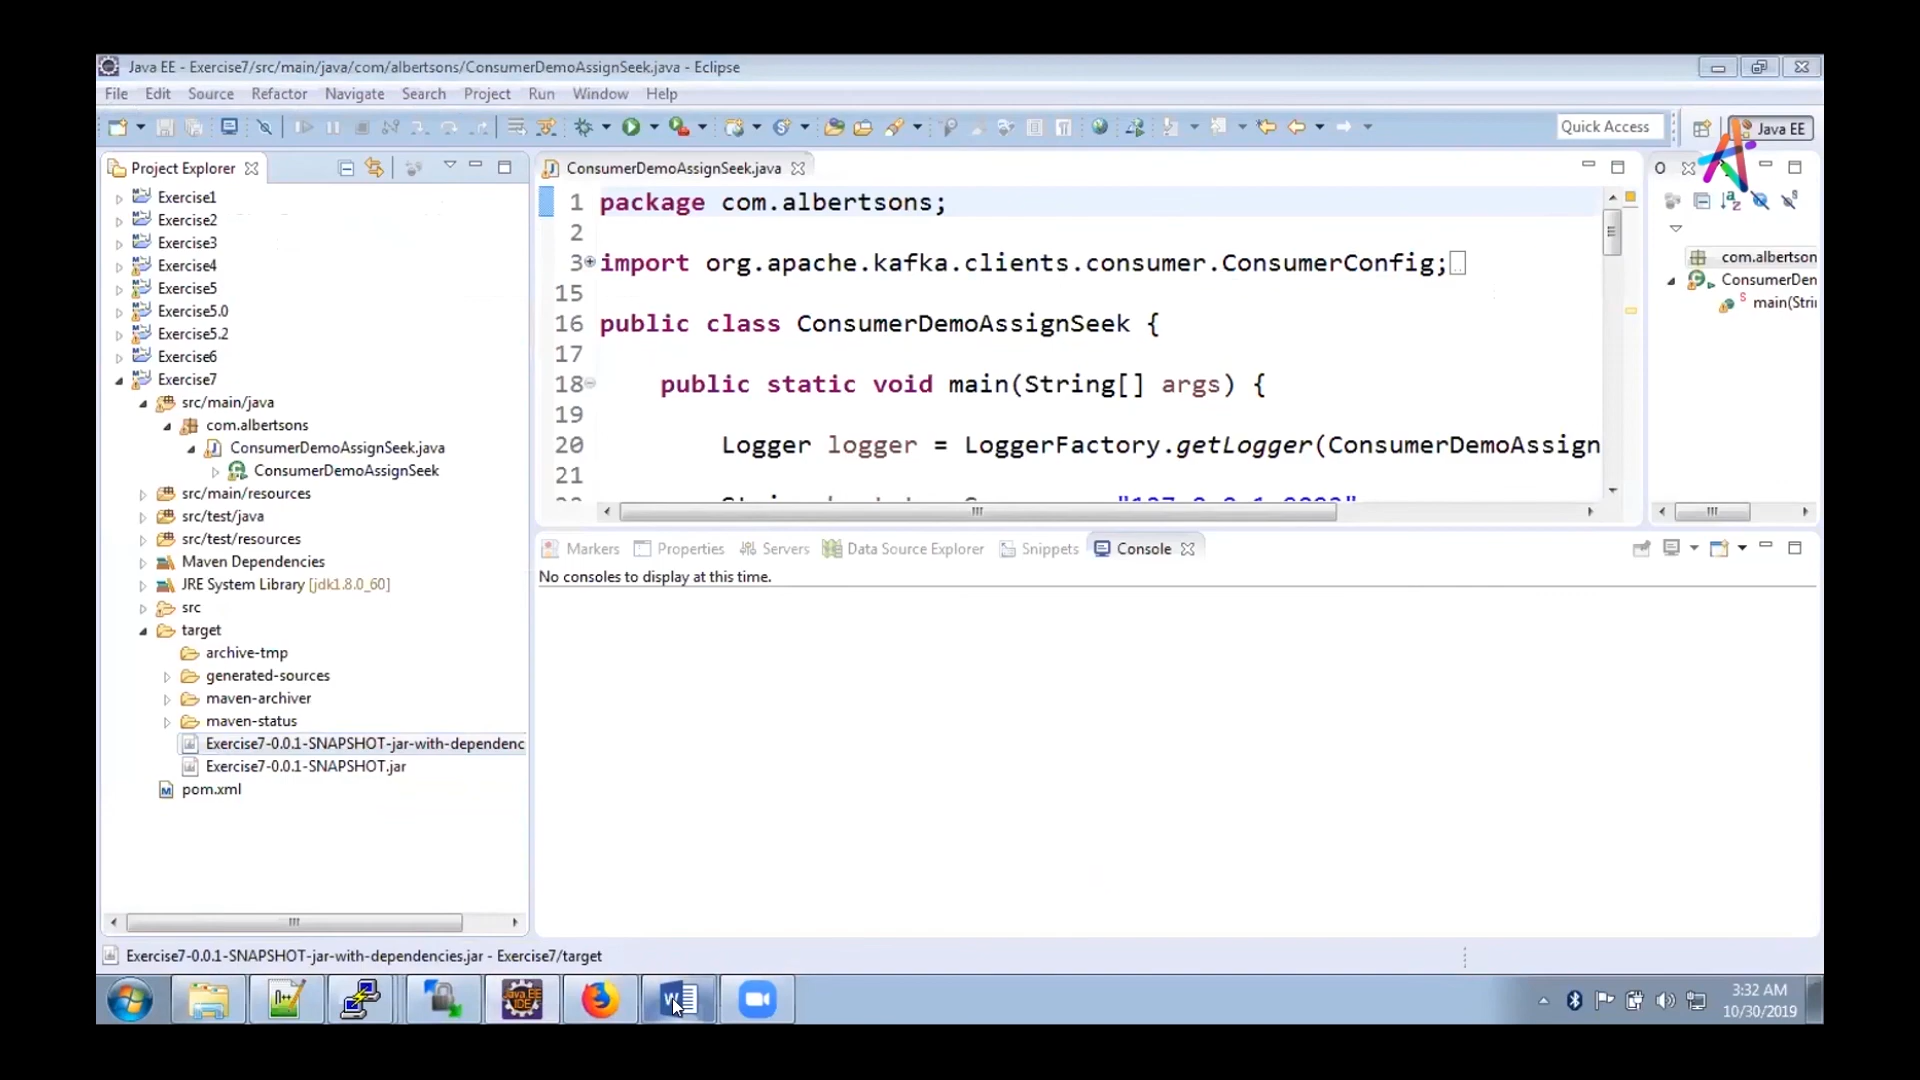 Java EE - Exercise7/src/main/java/com/albertsons/ConsumerDemoAssignSeek.java - Eclipse
File Edit Source Refactor Navigate Search Project Run Window Help
Quick Access
Java EE
Project Explorer
Exercise1
Exercise2
Exercise3
Exercise4
Exercise5
Exercise5.0
Exercise5.2
Exercise6
Exercise7
src/main/java
com.albertsons
ConsumerDemoAssignSeek.java
ConsumerDemoAssignSeek
src/main/resources
src/test/java
src/test/resources
Maven Dependencies
JRE System Library [jdk1.8.0_60]
src
target
archive-tmp
generated-sources
maven-archiver
maven-status
Exercise7-0.0.1-SNAPSHOT-jar-with-dependenc
Exercise7-0.0.1-SNAPSHOT.jar
pom.xml
ConsumerDemoAssignSeek.java
1 package com.albertsons;
2
3 import org.apache.kafka.clients.consumer.ConsumerConfig;
15
16 public class ConsumerDemoAssignSeek {
17
18 public static void main(String[] args) {
19
20 Logger logger = LoggerFactory.getLogger(ConsumerDemoAssign
21
O
com.albertson
ConsumerDen
main(Stri
Markers Properties Servers Data Source Explorer Snippets Console
No consoles to display at this time.
Exercise7-0.0.1-SNAPSHOT-jar-with-dependencies.jar - Exercise7/target
3:32 AM
10/30/2019